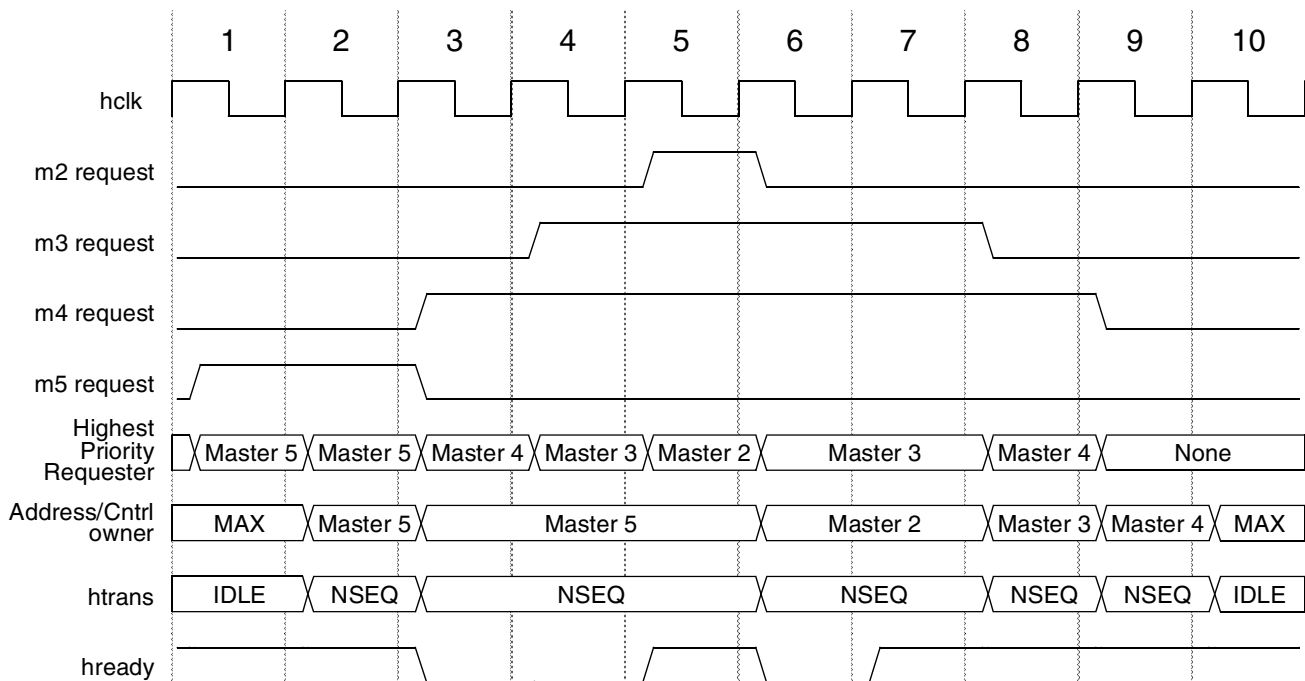 1 2 3 4 5 6 7 8 9 10
hclk
m2 request
m3 request
m4 request
m5 request
Highest
Priority
Requester
Master 5 Master 5 Master 4 Master 3 Master 2 Master 3 Master 4 None
Address/Cntrl
owner
MAX Master 5 Master 5 Master 2 Master 3 Master 4 MAX
htrans IDLE NSEQ NSEQ NSEQ NSEQ NSEQ IDLE
hready